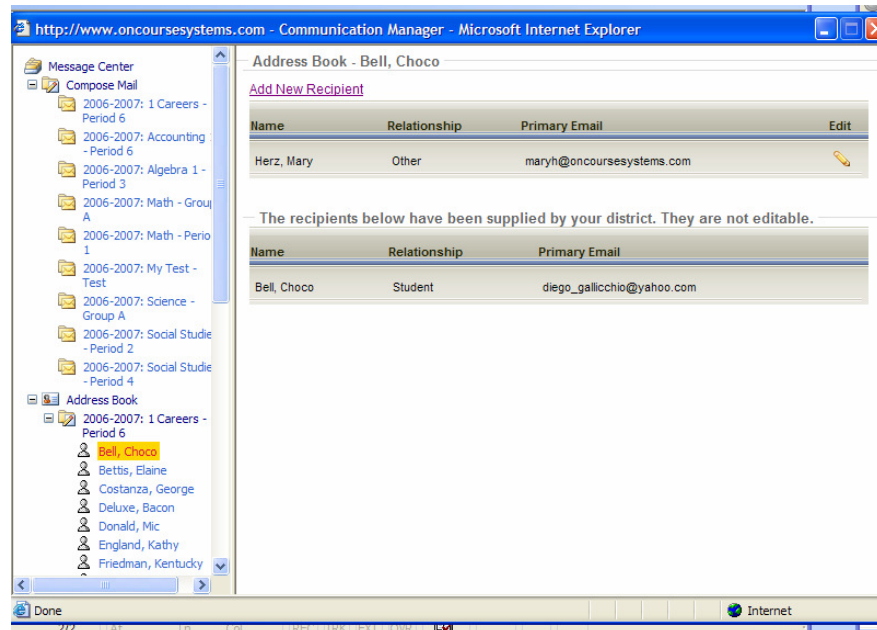 http://www.oncoursesystems.com - Communication Manager - Microsoft Internet Explorer
Message Center
Compose Mail
2006-2007: 1 Careers -
Period 6
2006-2007: Accounting
- Period 6
2006-2007: Algebra 1 -
Period 3
2006-2007: Math - Group
A
2006-2007: Math - Perio
1
2006-2007: My Test -
Test
2006-2007: Science -
Group A
2006-2007: Social Studie
- Period 2
2006-2007: Social Studie
- Period 4
Address Book
2006-2007: 1 Careers -
Period 6
Bell, Choco
Bettis, Elaine
Costanza, George
Deluxe, Bacon
Donald, Mic
England, Kathy
Friedman, Kentucky
Address Book - Bell, Choco
Add New Recipient
Name Relationship Primary Email Edit
Herz, Mary Other maryh@oncoursesystems.com
The recipients below have been supplied by your district. They are not editable.
Name Relationship Primary Email
Bell, Choco Student diego_gallicchio@yahoo.com
Done Internet